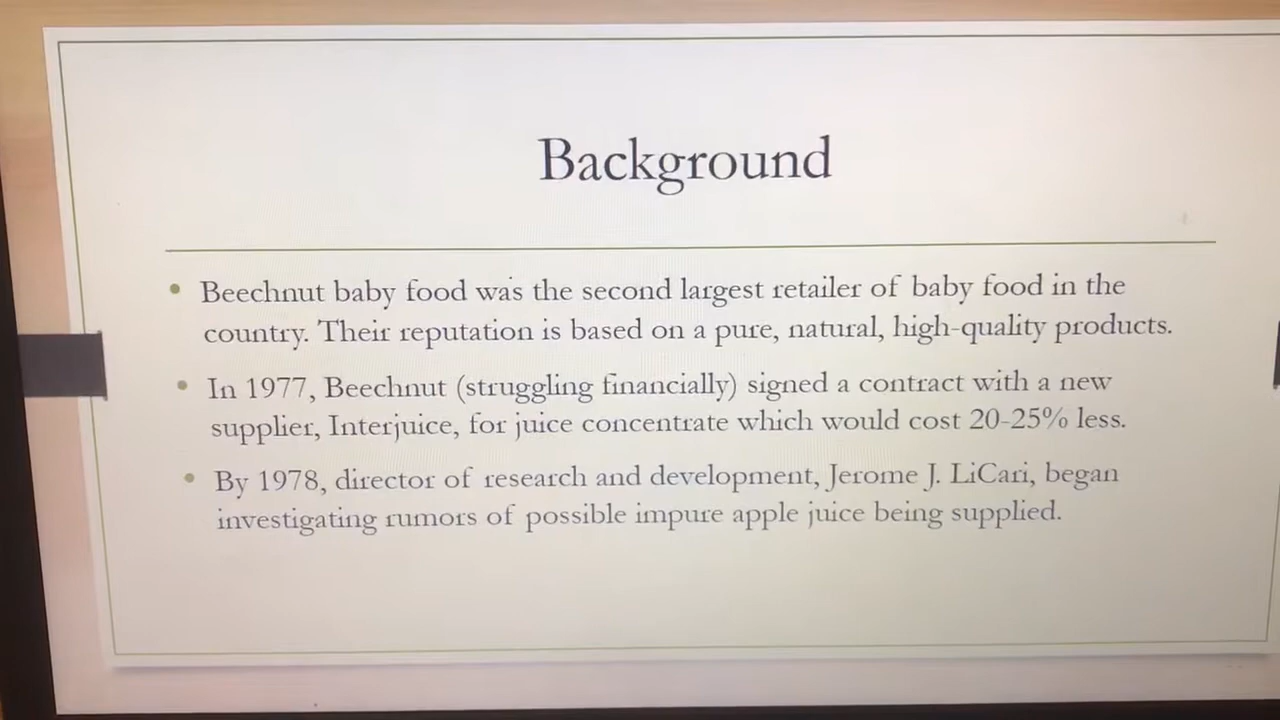 Background
• Beechnut baby food was the second largest retailer of baby food in the
country. Their reputation is based on a pure, natural, high-quality products.
• In 1977, Beechnut (struggling financially) signed a contract with a new
supplier, Interjuice, for juice concentrate which would cost 20-25% less.
• By 1978, director of research and development, Jerome J. LiCari, began
investigating rumors of possible impure apple juice being supplied.